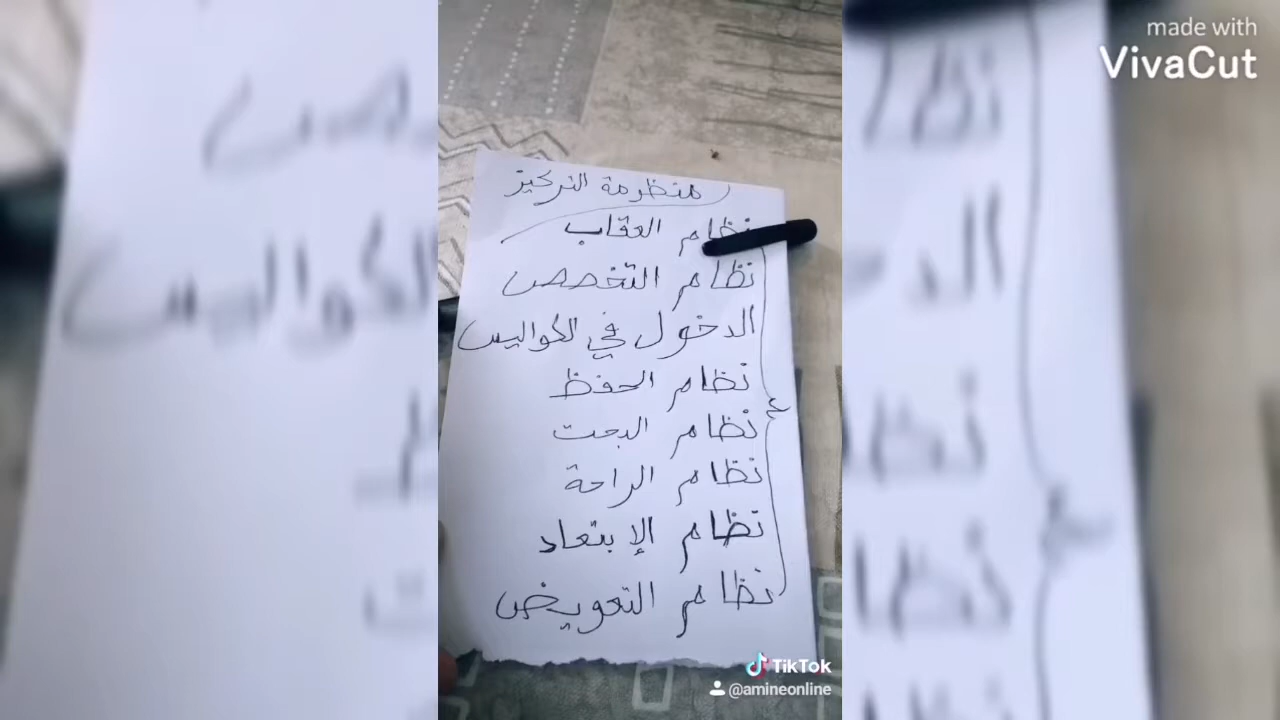 made with
VivaCut
منظومة التركيز
نظام العقاب
نظام التخصص
الدخول في الكواليس
نظام الحفظ
نظام البحت
نظام الراحة
نظام الإبتعاد
نظام التعويض
TikTok
@amineonline